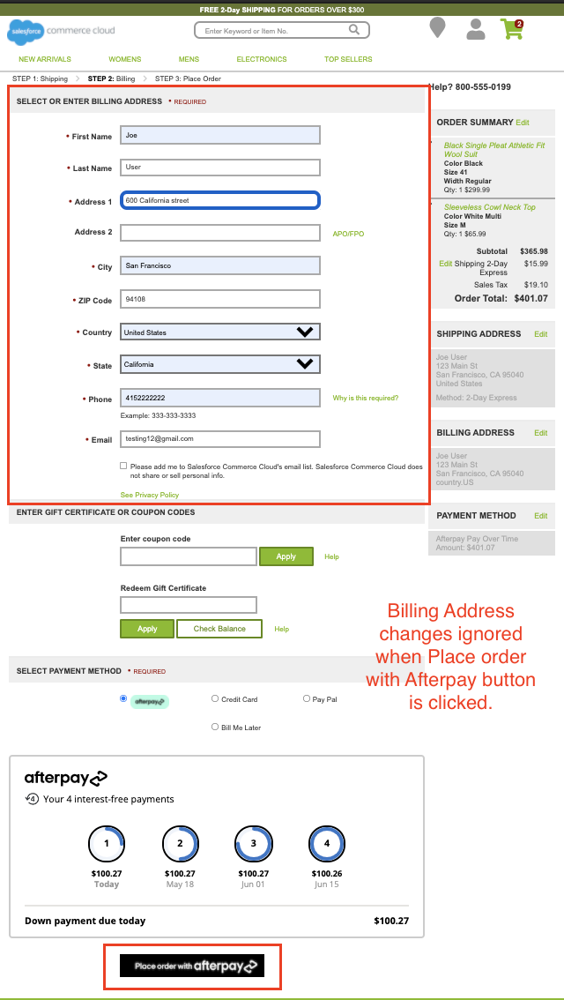 FREE 2-Day SHIPPING FOR ORDERS OVER $300
salesforce commerce cloud
Enter Keyword or Item No.
2
NEW ARRIVALS WOMENS MENS ELECTRONICS TOP SELLERS
STEP 1: Shipping STEP 2: Billing STEP 3: Place Order
SELECT OR ENTER BILLING ADDRESS • REQUIRED
• First Name Joe
• Last Name User
• Address 1 600 California street
Address 2 APO/FPO
• City San Francisco
• ZIP Code 94108
• Country United States
• State California
• Phone 4152222222 Why is this required?
Example: 333-333-3333
• Email testing12@gmail.com
Please add me to Salesforce Commerce Cloud's email list. Salesforce Commerce Cloud does
not share or sell personal info.
See Privacy Policy
ENTER GIFT CERTIFICATE OR COUPON CODES
Enter coupon code
Apply Help
Redeem Gift Certificate
Apply Check Balance Help
SELECT PAYMENT METHOD • REQUIRED
afterpay Credit Card Pay Pal
Bill Me Later
afterpay
4 Your 4 interest-free payments
1 2 3 4
$100.27 $100.27 $100.27 $100.26
Today May 18 Jun 01 Jun 15
Down payment due today $100.27
Place order with afterpay
Help? 800-555-0199
ORDER SUMMARY Edit
Black Single Pleat Athletic Fit
Wool Suit
Color Black
Size 41
Width Regular
Qty: 1 $299.99
Sleeveless Cowl Neck Top
Color White Multi
Size M
Qty: 1 $65.99
Subtotal $365.98
Edit Shipping 2-Day $15.99
Express
Sales Tax $19.10
Order Total: $401.07
SHIPPING ADDRESS Edit
Joe User
123 Main St
San Francisco, CA 95040
United States
Method: 2-Day Express
BILLING ADDRESS Edit
Joe User
123 Main St
San Francisco, CA 95040
country.US
PAYMENT METHOD Edit
Afterpay Pay Over Time
Amount: $401.07
Billing Address
changes ignored
when Place order
with Afterpay button
is clicked.